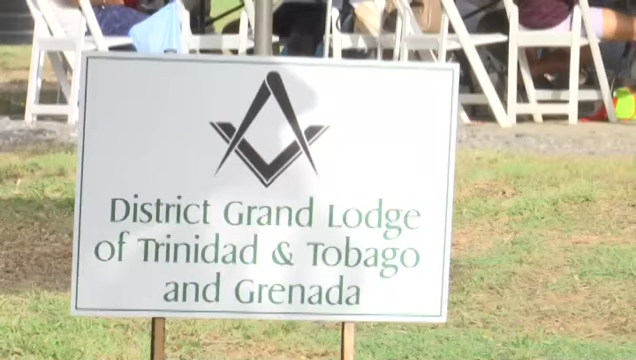 District Grand Lodge
of Trinidad & Tobago
and Grenada